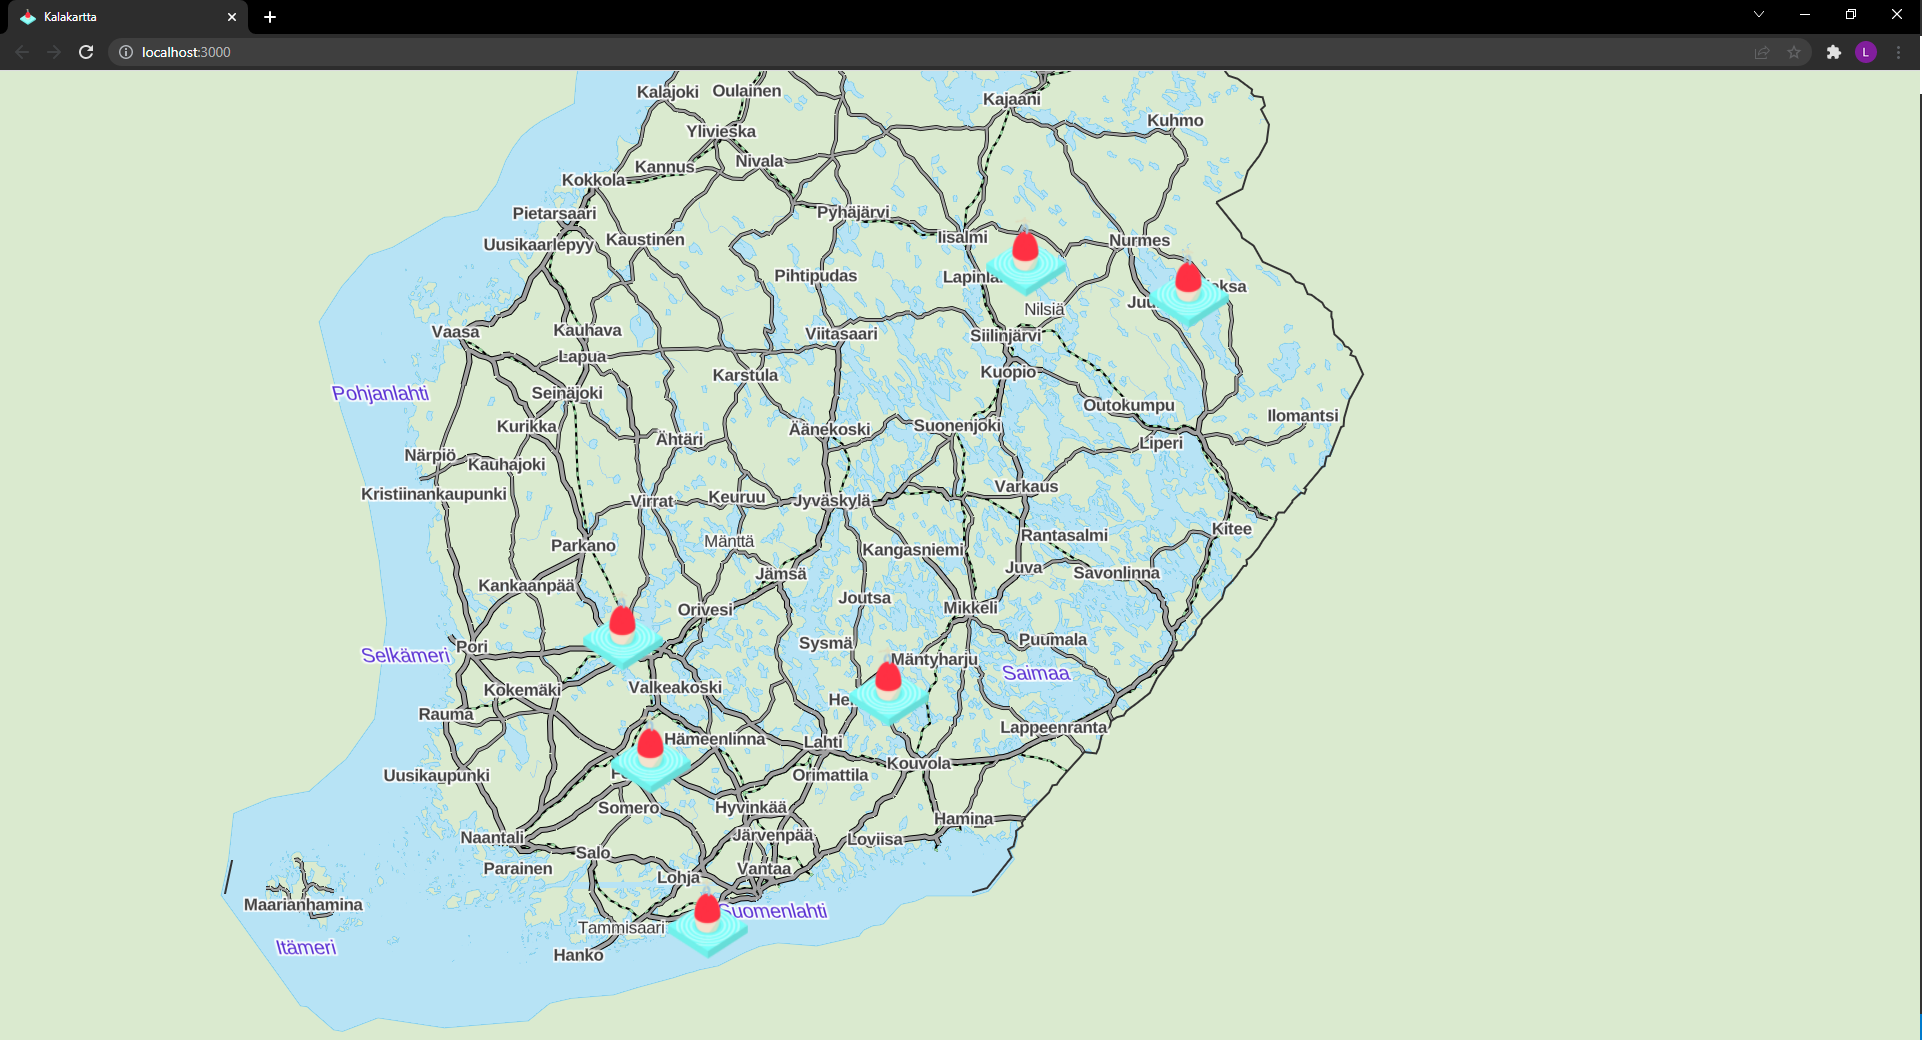 Kalakartta
localhost:3000
L
Kalajoki
Oulainen
Kajaani
Kuhmo
Ylivieska
Kannus
Nivala
Kokkola
Pietarsaari
Pyhäjärvi
Uusikaarlepyy
Kaustinen
Iisalmi
Nurmes
Pihtipudas
Lapinla
ksa
Juu
Nilsiä
Vaasa
Kauhava
Viitasaari
Siilinjärvi
Lapua
Kuopio
Karstula
Pohjanlahti
Seinäjoki
Outokumpu
Ilomantsi
Kurikka
Äänekoski
Suonenjoki
Ähtäri
Liperi
Närpiö
Kauhajoki
Varkaus
Kristiinankaupunki
Virrat
Keuruu
Jyväskylä
Kitee
Rantasalmi
Mänttä
Parkano
Kangasniemi
Juva
Savonlinna
Jämsä
Kankaanpää
Joutsa
Orivesi
Mikkeli
Puumala
Sysmä
Pori
Selkämeri
Mäntyharju
Saimaa
Kokemäki
Valkeakoski
He
Rauma
Lappeenranta
Hämeenlinna
Lahti
Kouvola
Uusikaupunki
F
Orimattila
Somero
Hyvinkää
Hamina
Naantali
Järvenpää
Loviisa
Salo
Parainen
Vantaa
Lohja
Maarianhamina
Suomenlahti
Tammisaari
Itämeri
Hanko